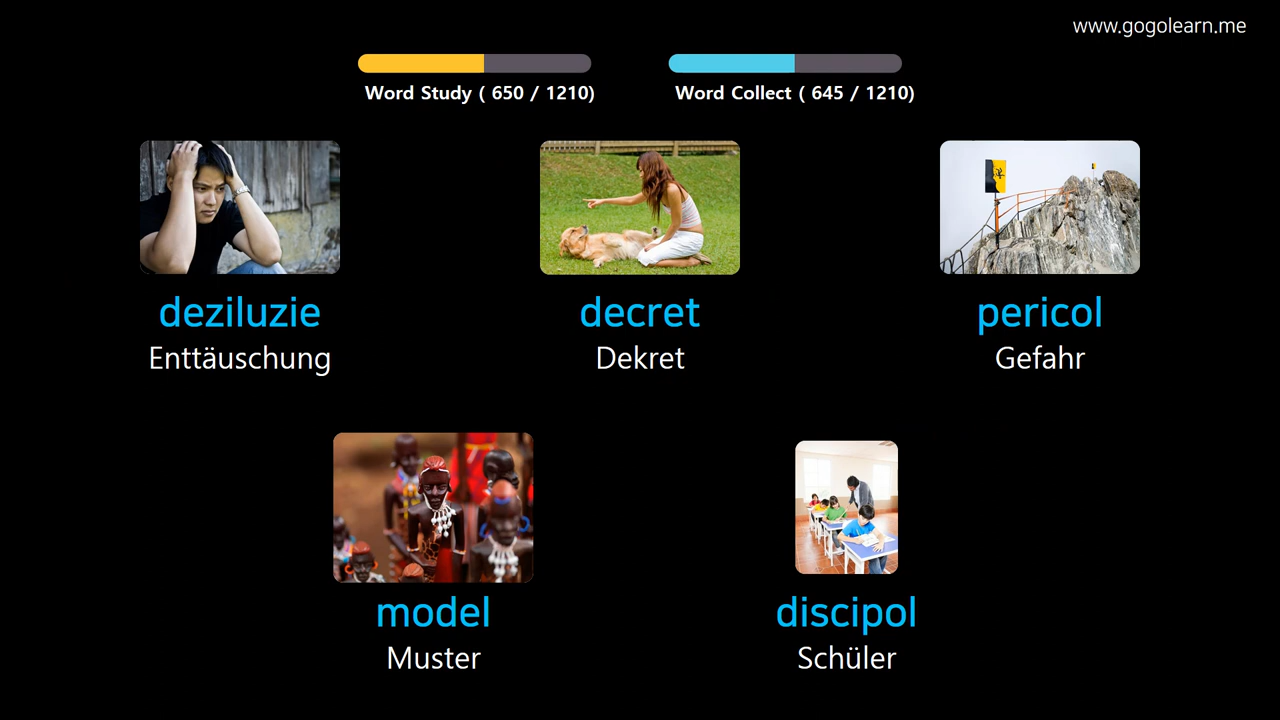 www.gogolearn.me
Word Study ( 650 / 1210)
Word Collect ( 645 / 1210)
deziluzie
Enttäuschung
decret
Dekret
pericol
Gefahr
model
Muster
discipol
Schüler